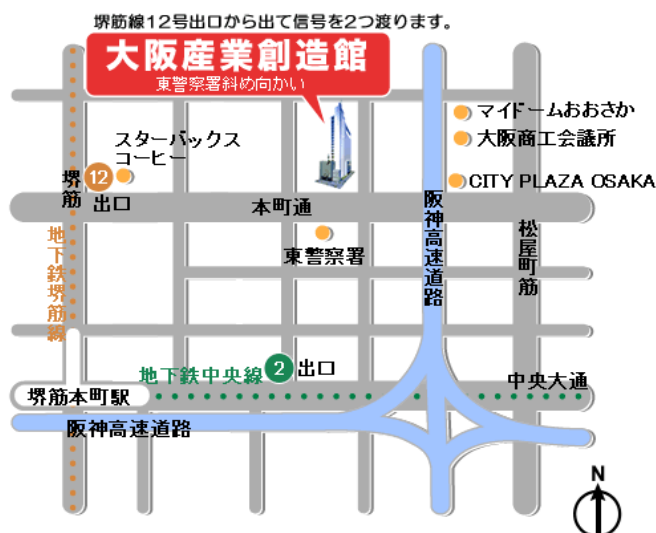 堺筋線12号出口から出て信号を2つ渡ります。
大阪産業創造館
東警察署斜め向かい
マイドームおおさか
大阪商工会議所
スターバックス
コーヒー
CITY PLAZA OSAKA
堺筋
12
出口
本町通
阪神高速道路
松屋町筋
東警察署
地下鉄堺筋線
地下鉄中央線
2
出口
中央大通
堺筋本町駅
阪神高速道路
N